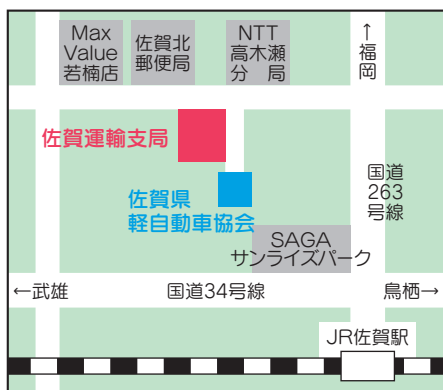 Max
Value
若楠店
佐賀北
郵便局
NTT
高木瀬
分局
↑
福
岡
佐賀運輸支局
佐賀県
軽自動車協会
国道
263
号線
SAGA
サンライズパーク
←武雄
国道34号線
鳥栖→
JR佐賀駅